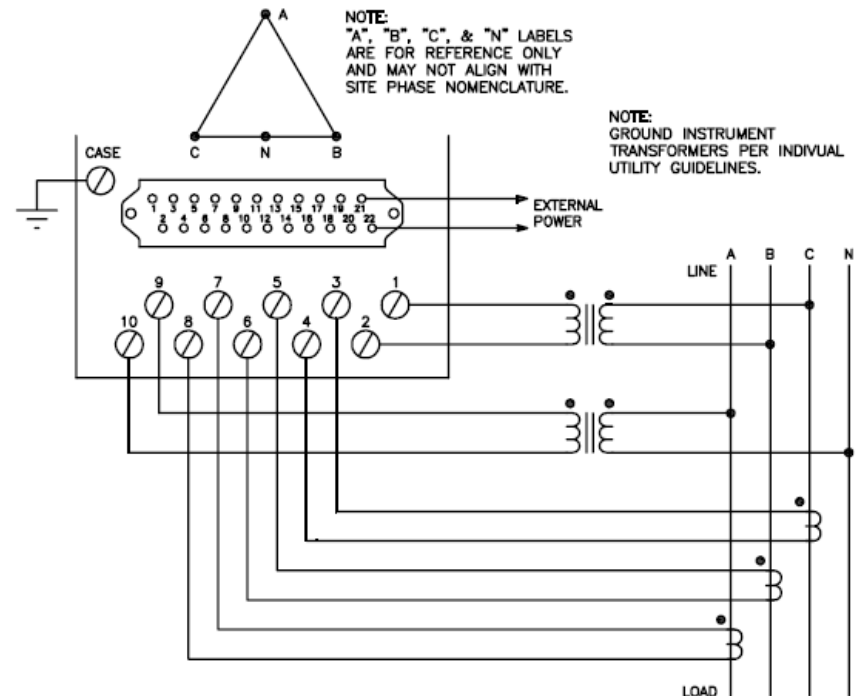 A
NOTE:
"A", "B", "C", & "N" LABELS
ARE FOR REFERENCE ONLY
AND MAY NOT ALIGN WITH
SITE PHASE NOMENCLATURE.
NOTE:
GROUND INSTRUMENT
TRANSFORMERS PER INDIVUAL
UTILITY GUIDELINES.
C N B
CASE
1 3 5 7 9 11 13 15 17 19 21
2 4 6 8 10 12 14 16 18 20 22
EXTERNAL
POWER
A B C N
LINE
9 7 5 3 1
10 8 6 4 2
LOAD